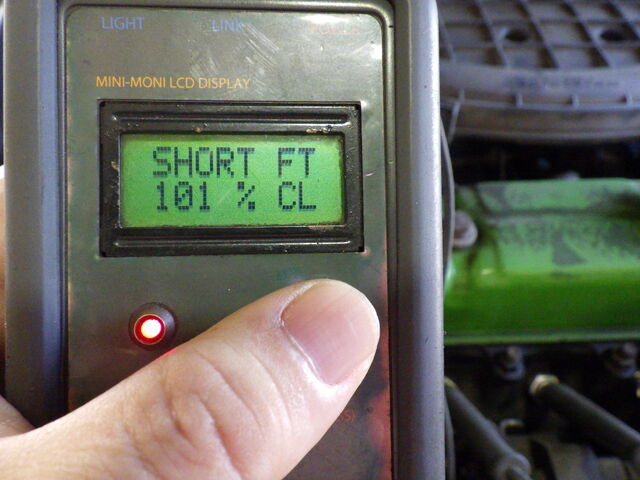 LIGHT LINK
MINI-MONI LCD DISPLAY
SHORT FT
101 % CL